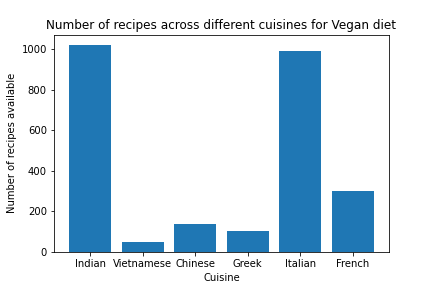 Number of recipes across different cuisines for Vegan diet
Number of recipes available
1000
800
600
400
200
0
Indian Vietnamese Chinese Greek Italian French
Cuisine